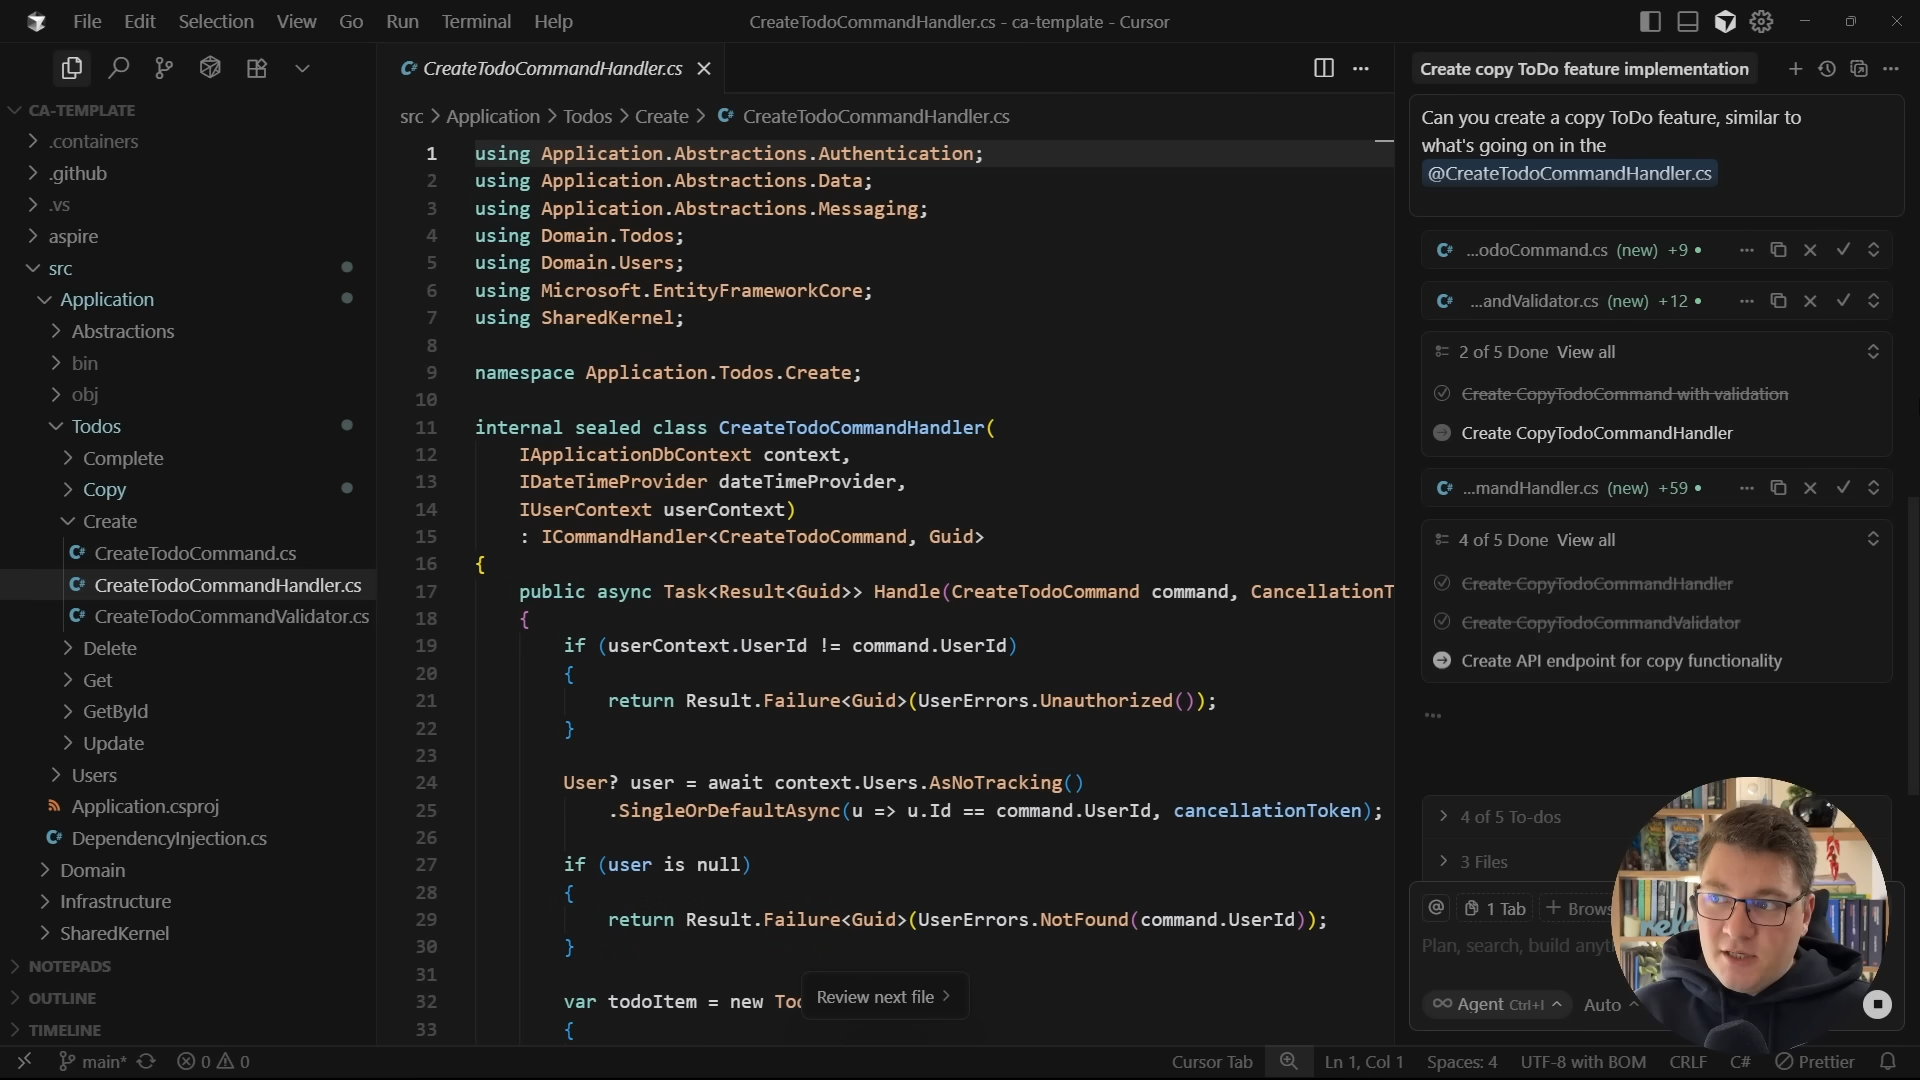 File Edit Selection View Go Run Terminal Help
CreateTodoCommandHandler.cs - ca-template - Cursor
CA-TEMPLATE
.containers
.github
.vs
aspire
src
Application
Abstractions
bin
obj
Todos
Complete
Copy
Create
C# CreateTodoCommand.cs
C# CreateTodoCommandHandler.cs
C# CreateTodoCommandValidator.cs
Delete
Get
GetById
Update
Users
Application.csproj
C# DependencyInjection.cs
Domain
Infrastructure
SharedKernel
NOTEPADS
OUTLINE
TIMELINE
C# CreateTodoCommandHandler.cs
src > Application > Todos > Create > C# CreateTodoCommandHandler.cs
1 using Application.Abstractions.Authentication;
2 using Application.Abstractions.Data;
3 using Application.Abstractions.Messaging;
4 using Domain.Todos;
5 using Domain.Users;
6 using Microsoft.EntityFrameworkCore;
7 using SharedKernel;
8
9 namespace Application.Todos.Create;
10
11 internal sealed class CreateTodoCommandHandler(
12 IApplicationDbContext context,
13 IDateTimeProvider dateTimeProvider,
14 IUserContext userContext)
15 : ICommandHandler<CreateTodoCommand, Guid>
16 {
17 public async Task<Result<Guid>> Handle(CreateTodoCommand command, CancellationT
18 {
19 if (userContext.UserId != command.UserId)
20 {
21 return Result.Failure<Guid>(UserErrors.Unauthorized());
22 }
23
24 User? user = await context.Users.AsNoTracking()
25 .SingleOrDefaultAsync(u => u.Id == command.UserId, cancellationToken);
26
27 if (user is null)
28 {
29 return Result.Failure<Guid>(UserErrors.NotFound(command.UserId));
30 }
31
32 var todoItem = new Tod
33 {
Review next file >
Create copy ToDo feature implementation
Can you create a copy ToDo feature, similar to
what's going on in the
@CreateTodoCommandHandler.cs
C# ...odoCommand.cs (new) +9
C# ...andValidator.cs (new) +12
2 of 5 Done View all
Create CopyTodoCommand with validation
Create CopyTodoCommandHandler
C# ...mandHandler.cs (new) +59
4 of 5 Done View all
Create CopyTodoCommandHandler
Create CopyTodoCommandValidator
Create API endpoint for copy functionality
4 of 5 To-dos
3 Files
@ 1 Tab + Brows
Plan, search, build anyt
Agent Ctrl+I Auto
main* 0 0
Cursor Tab Ln 1, Col 1 Spaces: 4 UTF-8 with BOM CRLF C# Prettier